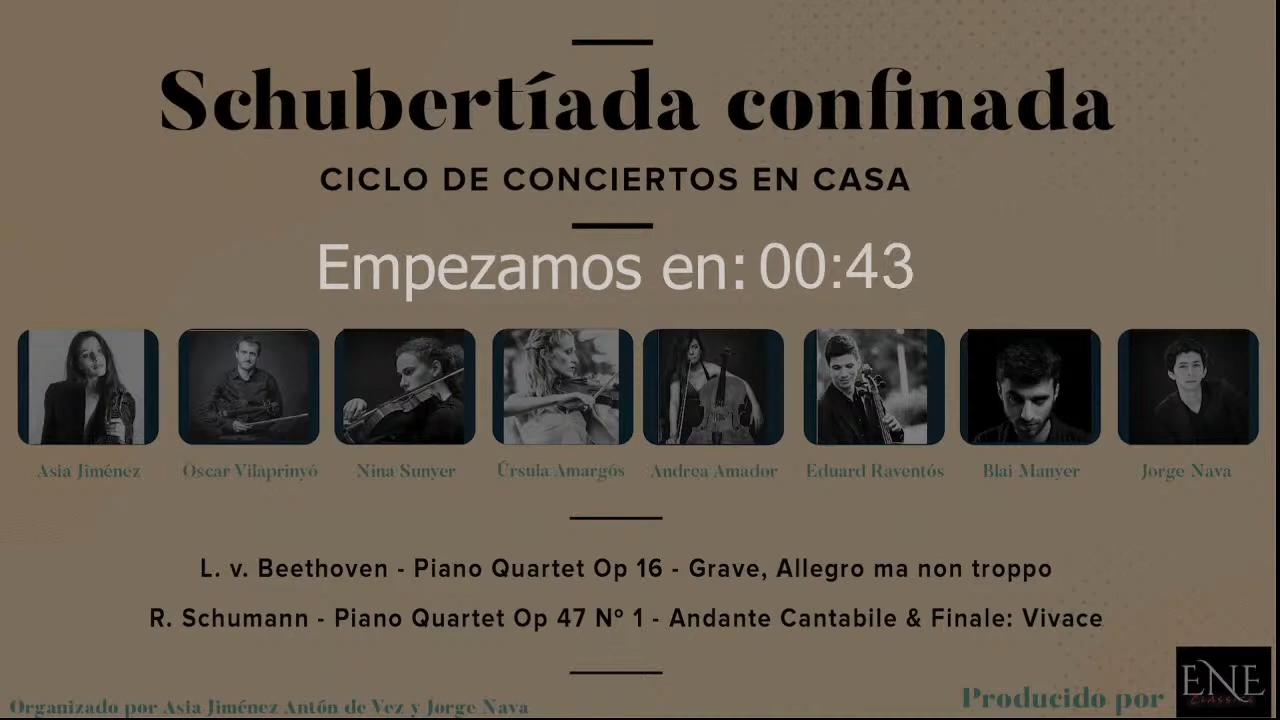 Schubertíada confinada
CICLO DE CONCIERTOS EN CASA
Empezamos en: 00:43
Asia Jiménez Óscar Vilaprinyó Nina Sunyer Úrsula Amargós Andrea Amador Eduard Raventós Blai Manyer Jorge Nava
L. v. Beethoven - Piano Quartet Op 16 - Grave, Allegro ma non troppo
R. Schumann - Piano Quartet Op 47 Nº 1 - Andante Cantabile & Finale: Vivace
Organizado por Asia Jiménez Antón de Vez y Jorge Nava
Producido por
ENE
CLASSICS